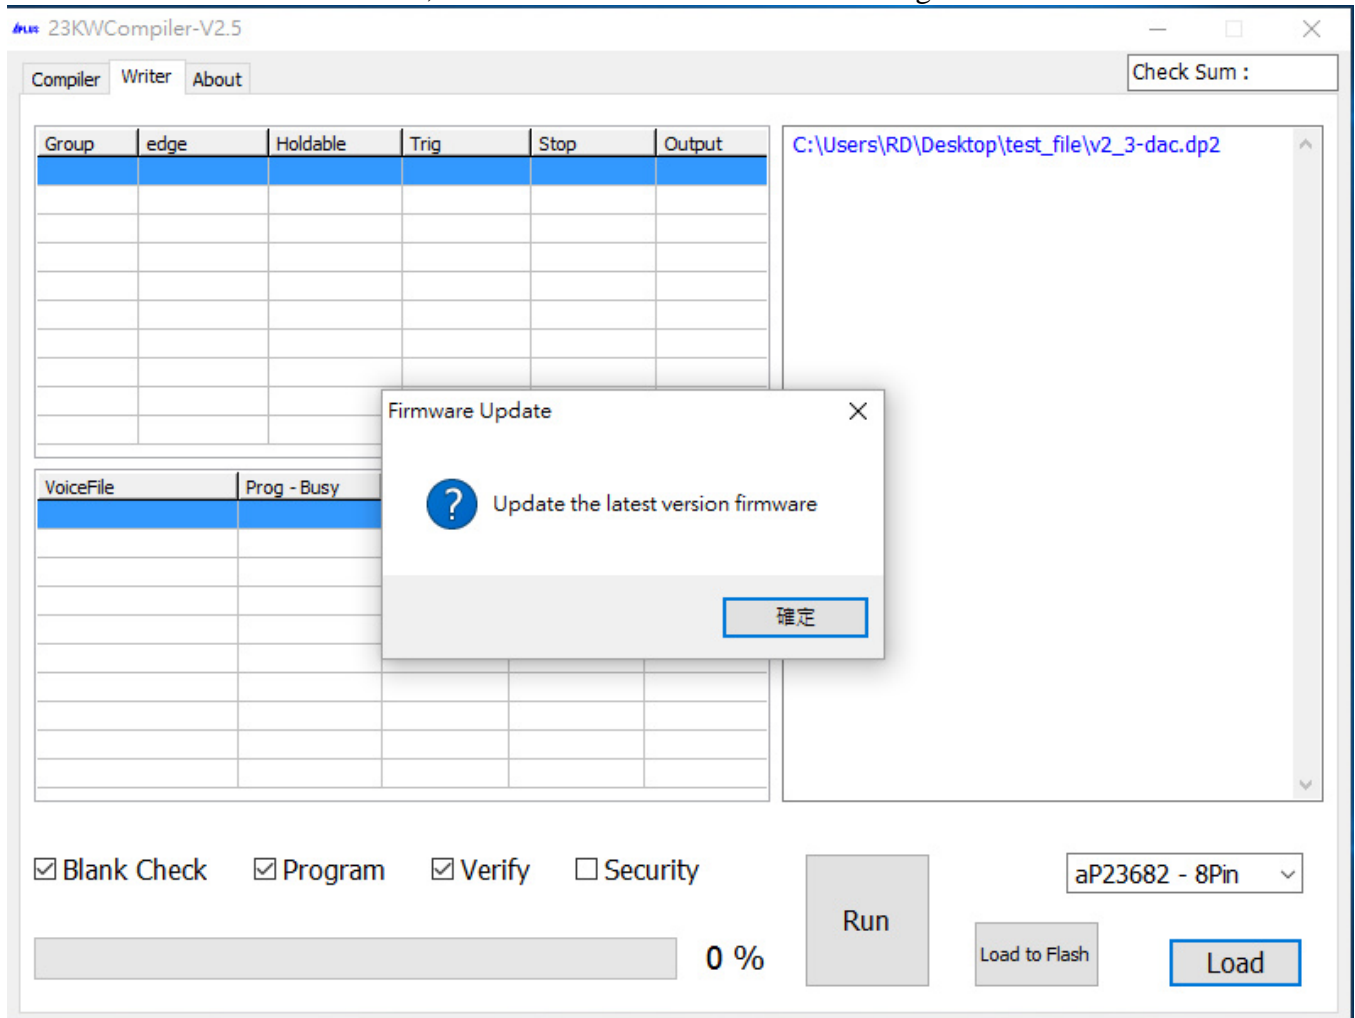 23KWCompiler-V2.5
Compiler Writer About
Check Sum :
Group edge Holdable Trig Stop Output
C:\Users\RD\Desktop\test_file\v2_3-dac.dp2
Firmware Update
VoiceFile Prog - Busy
Update the latest version firmware
確定
Blank Check Program Verify Security
aP23682 - 8Pin
Run
0 %
Load to Flash
Load